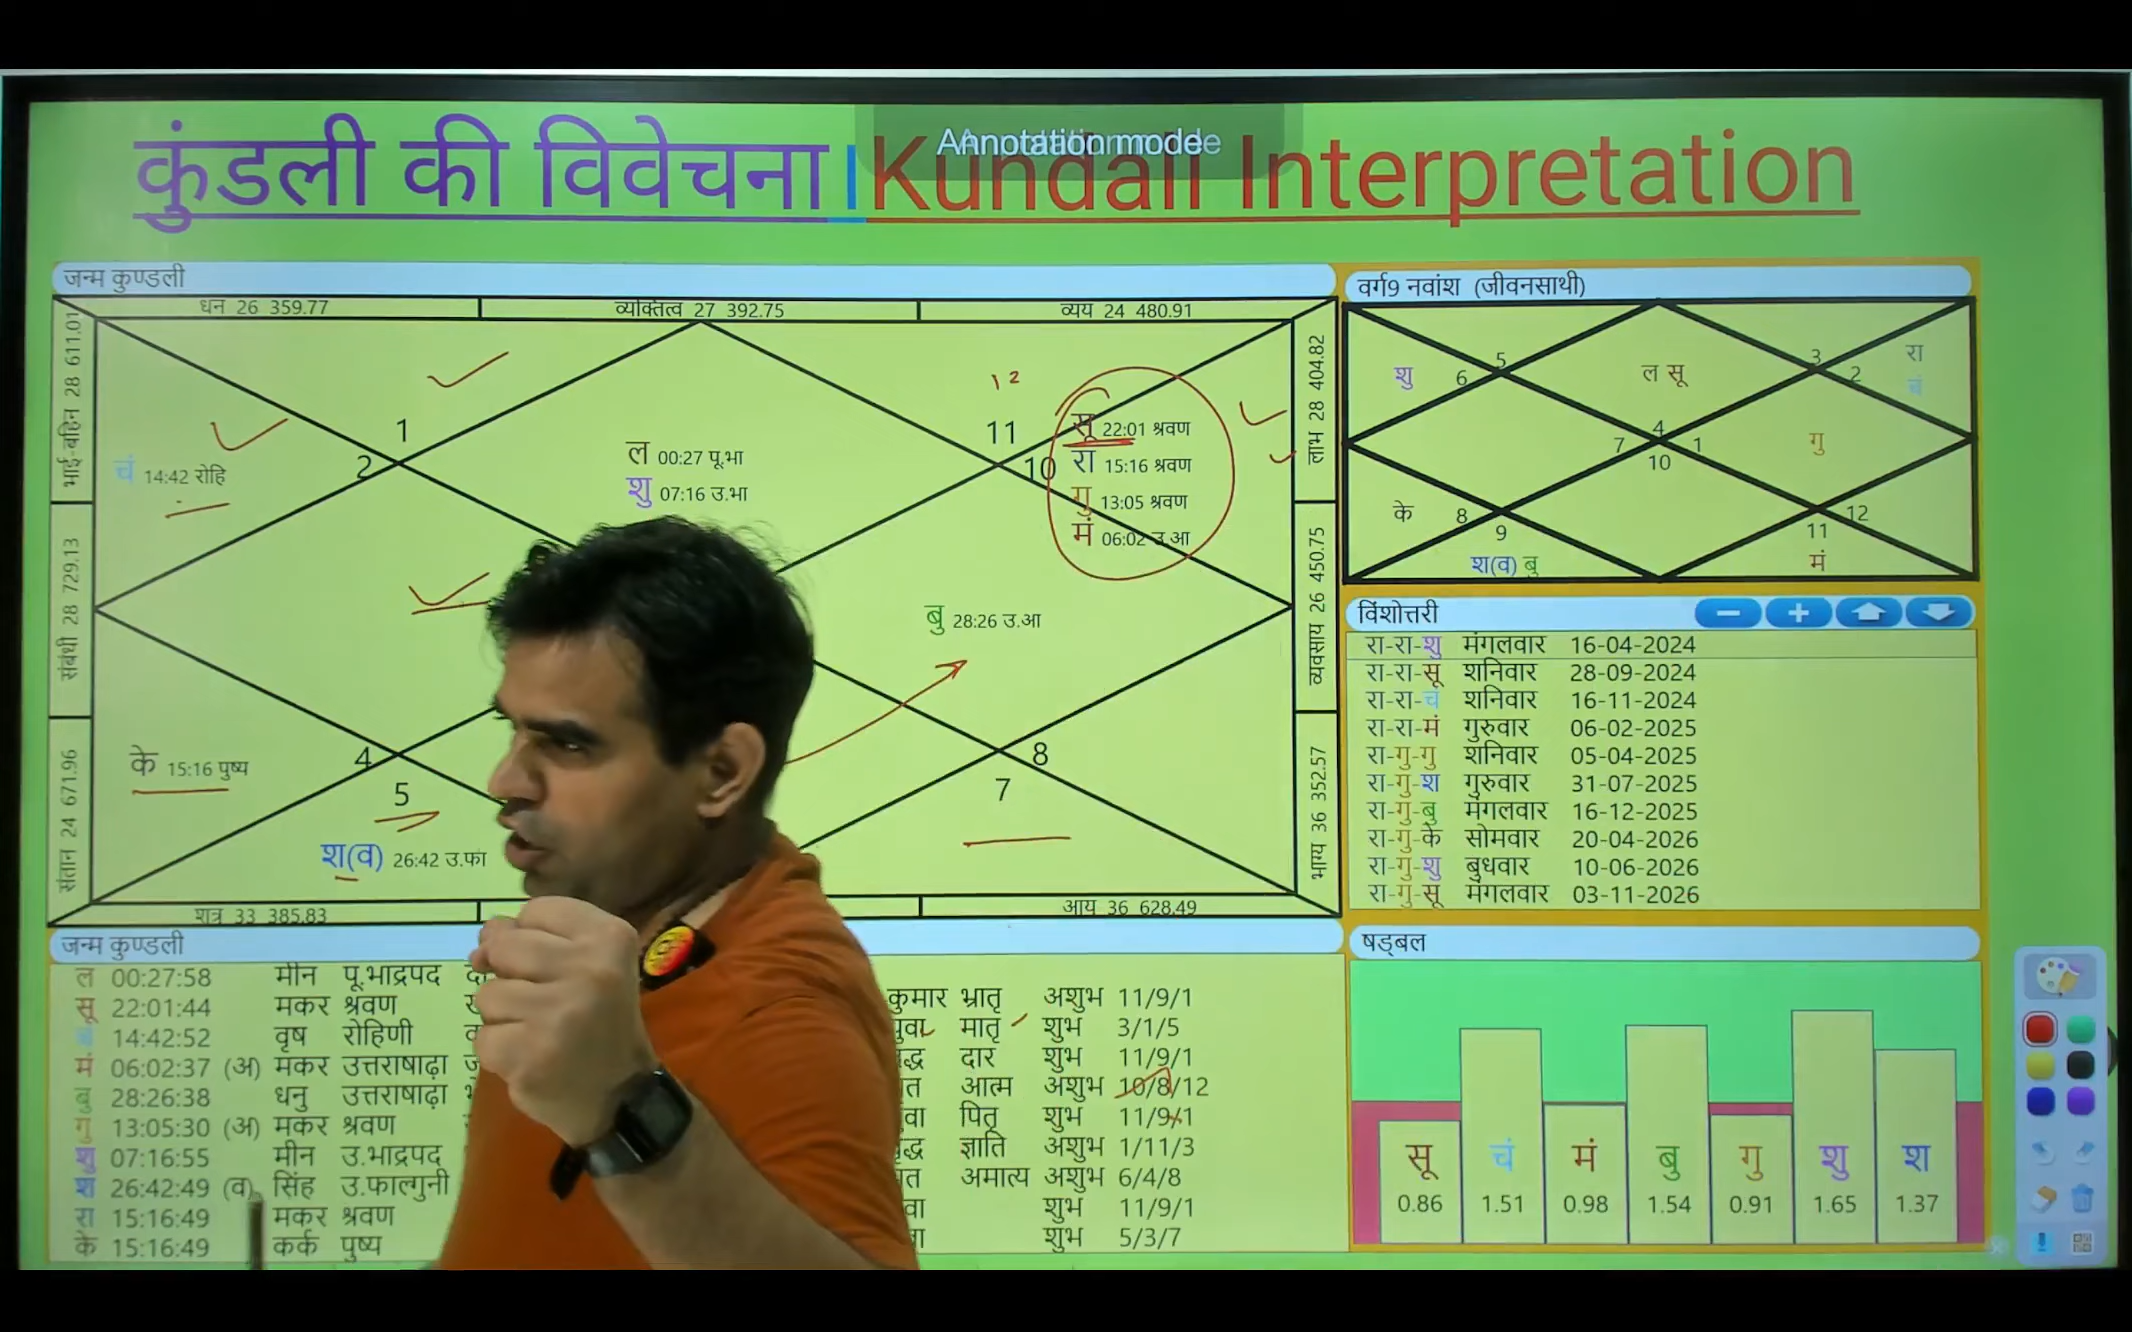 Annotation mode
कुंडली की विवेचना | Kundali Interpretation
जन्म कुण्डली
धन 26 359.77
व्यक्तित्व 27 392.75
व्यय 24 480.91
भाई-बहिन 28 611.01
संबंधी 28 729.13
संतान 24 671.96
लाभ 28 404.82
व्यवसाय 26 450.75
भाग्य 36 352.57
शत्रु 33 385.83
आय 36 628.49
1
2
चं 14:42 रोहि
ल 00:27 पू.भा
शु 07:16 उ.भा
12
11
10
सू 22:01 श्रवण
रा 15:16 श्रवण
गु 13:05 श्रवण
मं 06:02 उ.आ
बु 28:26 उ.आ
के 15:16 पुष्य
4
5
श(व) 26:42 उ.फा
8
7
वर्ग9 नवांश (जीवनसाथी)
5
3
रा
शु
6
ल सू
2
चं
4
7
1
10
गु
के
8
9
12
11
श(व) बु
मं
विंशोत्तरी
रा-रा-शु मंगलवार 16-04-2024
रा-रा-सू शनिवार 28-09-2024
रा-रा-चं शनिवार 16-11-2024
रा-रा-मं गुरुवार 06-02-2025
रा-गु-गु शनिवार 05-04-2025
रा-गु-श गुरुवार 31-07-2025
रा-गु-बु मंगलवार 16-12-2025
रा-गु-के सोमवार 20-04-2026
रा-गु-शु बुधवार 10-06-2026
रा-गु-सू मंगलवार 03-11-2026
जन्म कुण्डली
ल 00:27:58 मीन पू.भाद्रपद
सू 22:01:44 मकर श्रवण कुमार भ्रातृ अशुभ 11/9/1
चं 14:42:52 वृष रोहिणी मातृ शुभ 3/1/5
मं 06:02:37 (अ) मकर उत्तराषाढ़ा दार शुभ 11/9/1
बु 28:26:38 धनु उत्तराषाढ़ा आत्म अशुभ 10/8/12
गु 13:05:30 (अ) मकर श्रवण पितृ शुभ 11/9/1
शु 07:16:55 मीन उ.भाद्रपद ज्ञाति अशुभ 1/11/3
श 26:42:49 (व) सिंह उ.फाल्गुनी अमात्य अशुभ 6/4/8
रा 15:16:49 मकर श्रवण शुभ 11/9/1
के 15:16:49 कर्क पुष्य शुभ 5/3/7
षड्बल
सू चं मं बु गु शु श
0.86 1.51 0.98 1.54 0.91 1.65 1.37